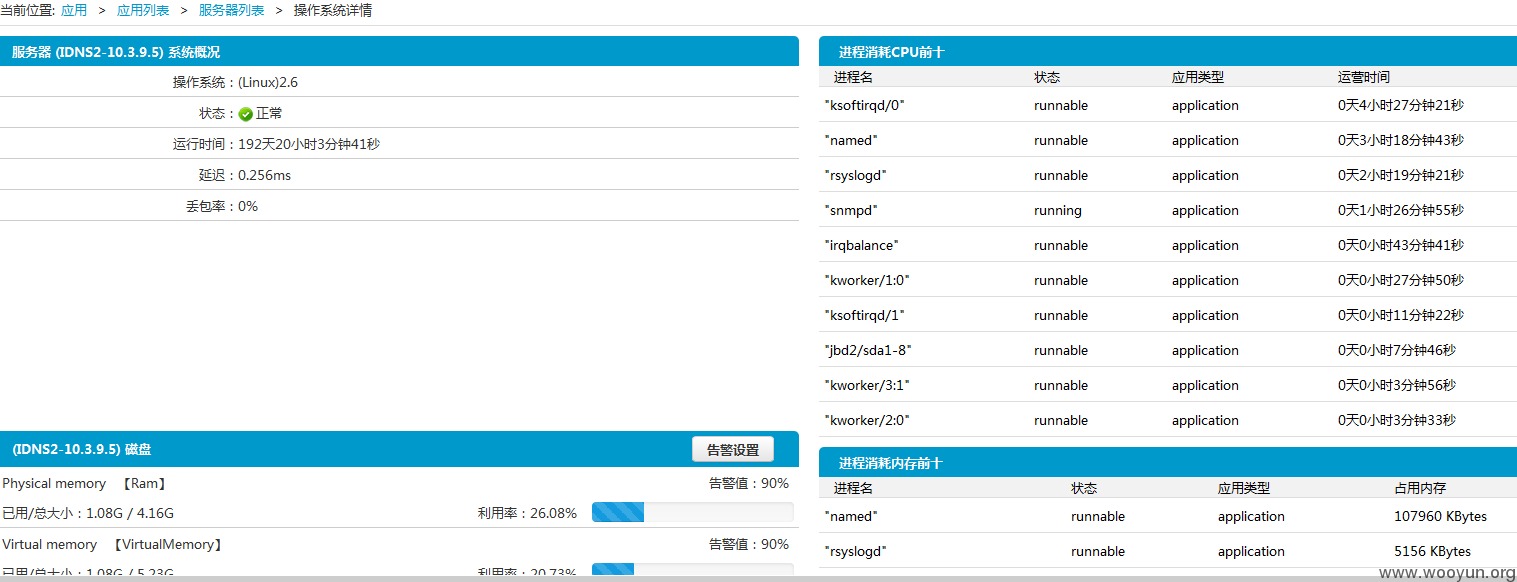 当前位置: 应用 > 应用列表 > 服务器列表 > 操作系统详情
服务器 (IDNS2-10.3.9.5) 系统概况
操作系统：(Linux)2.6
状态：正常
运行时间：192天20小时3分钟41秒
延迟：0.256ms
丢包率：0%
(IDNS2-10.3.9.5) 磁盘 告警设置
Physical memory 【Ram】 告警值：90%
已用/总大小：1.08G / 4.16G 利用率：26.08%
Virtual memory 【VirtualMemory】 告警值：90%
已用/总大小：1.08G / 5.23G 利用率：20.73%
进程消耗CPU前十
进程名 状态 应用类型 运营时间
"ksoftirqd/0" runnable application 0天4小时27分钟21秒
"named" runnable application 0天3小时18分钟43秒
"rsyslogd" runnable application 0天2小时19分钟21秒
"snmpd" running application 0天1小时26分钟55秒
"irqbalance" runnable application 0天0小时43分钟41秒
"kworker/1:0" runnable application 0天0小时27分钟50秒
"ksoftirqd/1" runnable application 0天0小时11分钟22秒
"jbd2/sda1-8" runnable application 0天0小时7分钟46秒
"kworker/3:1" runnable application 0天0小时3分钟56秒
"kworker/2:0" runnable application 0天0小时3分钟33秒
进程消耗内存前十
进程名 状态 应用类型 占用内存
"named" runnable application 107960 KBytes
"rsyslogd" runnable application 5156 KBytes
www.wooyun.org